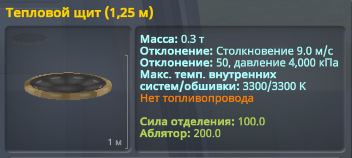 Тепловой щит (1,25 м)
Масса: 0.3 т
Отклонение: Столкновение 9.0 м/с
Отклонение: 50, давление 4,000 кПа
Макс. темп. внутренних
систем/обшивки: 3300/3300 К
Нет топливопровода
Сила отделения: 100.0
Аблятор: 200.0
1 м